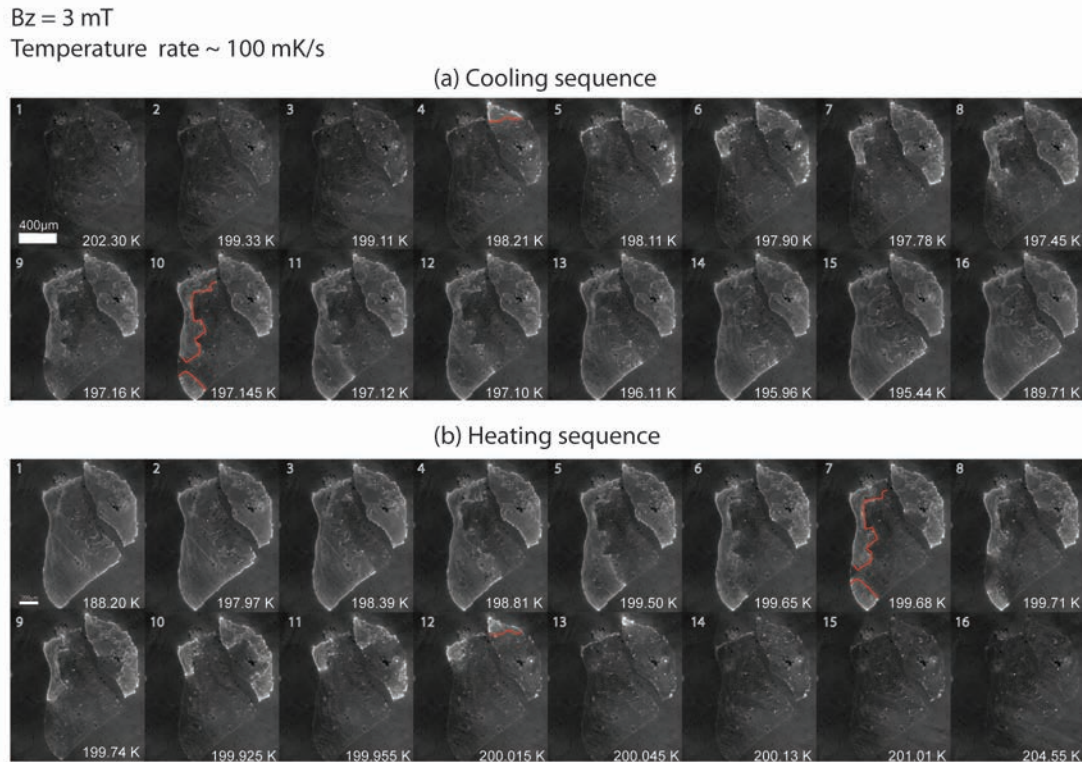 Bz = 3 mT
Temperature rate ~ 100 mK/s
(a) Cooling sequence
1 2 3 4 5 6 7 8
400μm
202.30 K 199.33 K 199.11 K 198.21 K 198.11 K 197.90 K 197.78 K 197.45 K
9 10 11 12 13 14 15 16
197.16 K 197.145 K 197.12 K 197.10 K 196.11 K 195.96 K 195.44 K 189.71 K
(b) Heating sequence
1 2 3 4 5 6 7 8
188.20 K 197.97 K 198.39 K 198.81 K 199.50 K 199.65 K 199.68 K 199.71 K
9 10 11 12 13 14 15 16
199.74 K 199.925 K 199.955 K 200.015 K 200.045 K 200.13 K 201.01 K 204.55 K